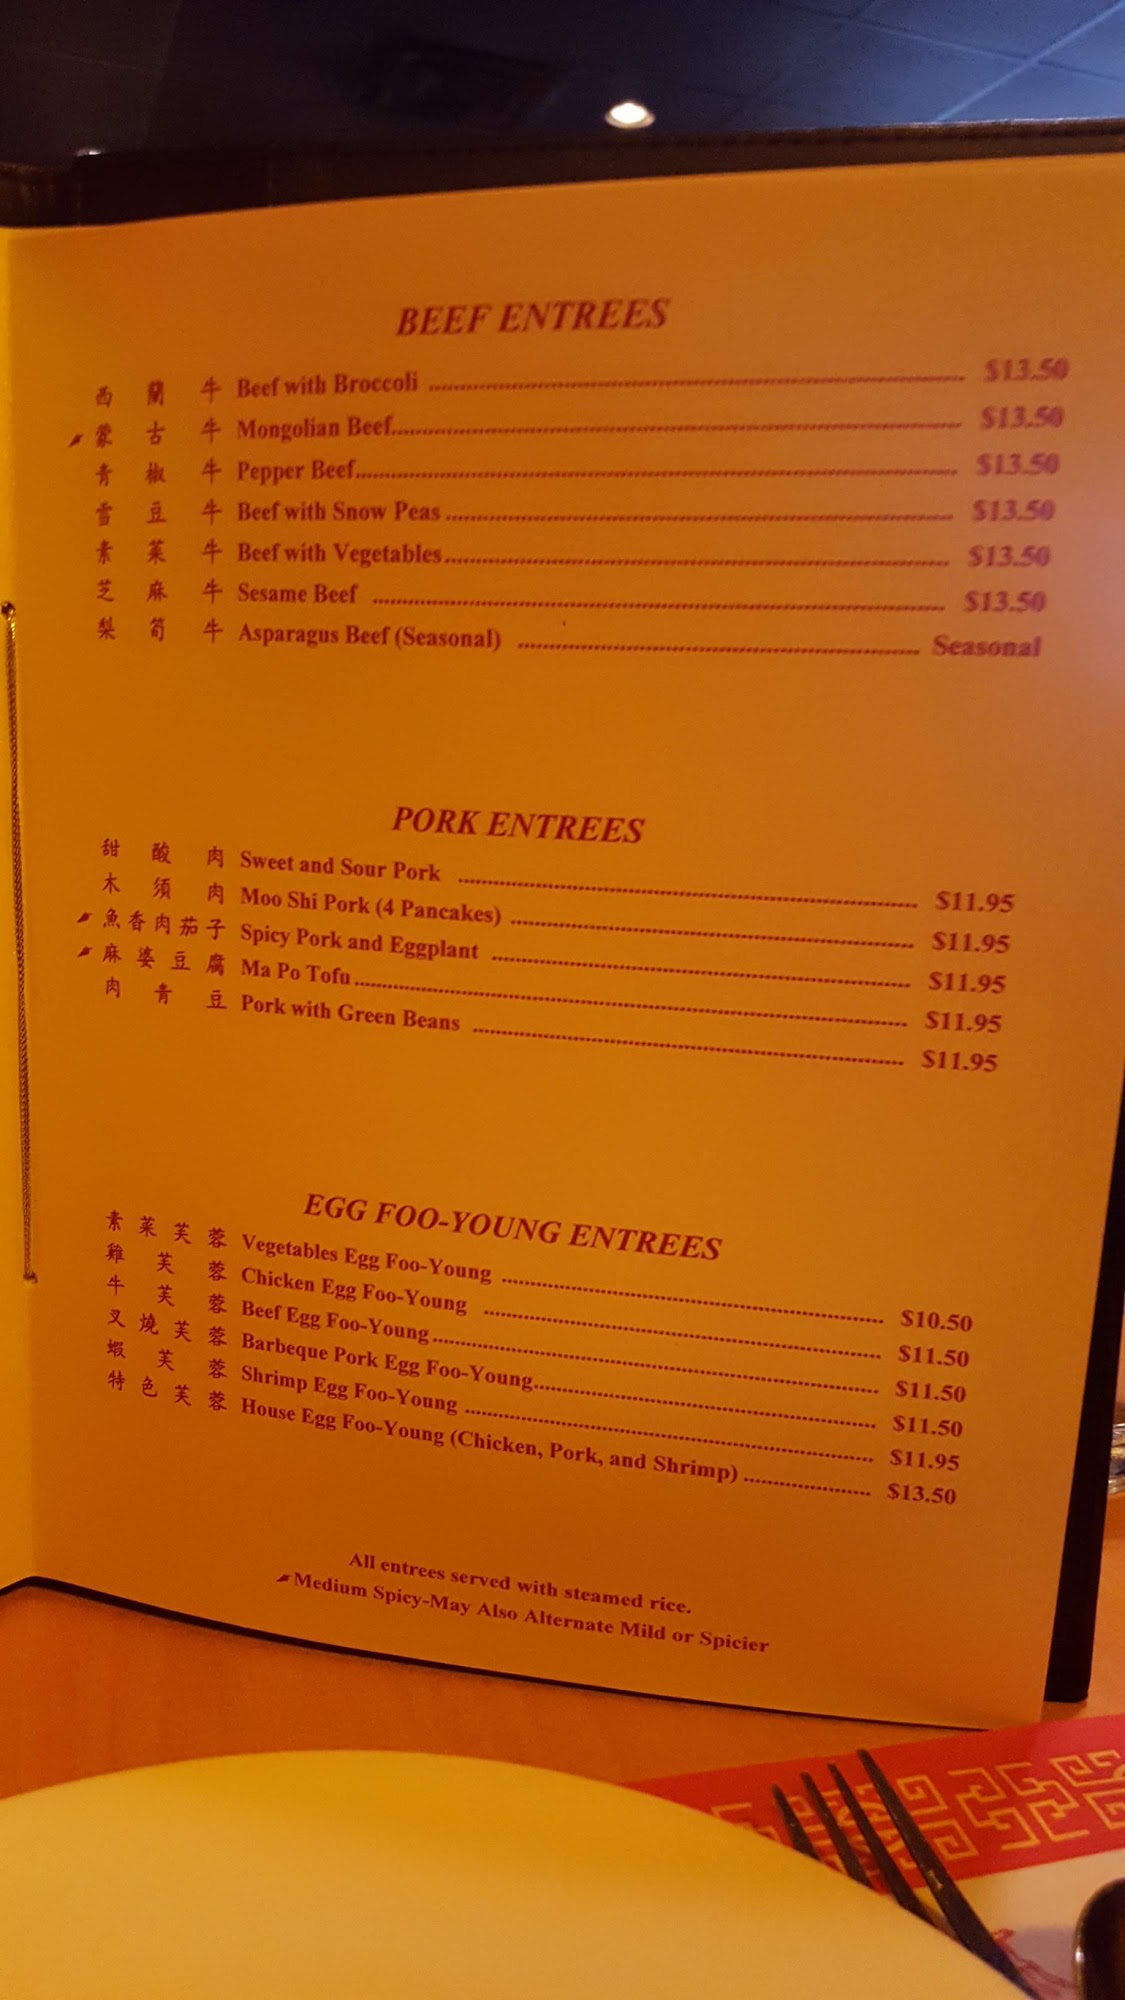 BEEF ENTREES
西蘭牛 Beef with Broccoli $13.50
蒙古牛 Mongolian Beef $13.50
青椒牛 Pepper Beef $13.50
雪豆牛 Beef with Snow Peas $13.50
素菜牛 Beef with Vegetables $13.50
芝麻牛 Sesame Beef $13.50
梨筍牛 Asparagus Beef (Seasonal) Seasonal
PORK ENTREES
甜酸肉 Sweet and Sour Pork $11.95
木須肉 Moo Shi Pork (4 Pancakes) $11.95
魚香肉茄子 Spicy Pork and Eggplant $11.95
麻婆豆腐 Ma Po Tofu $11.95
肉青豆 Pork with Green Beans $11.95
EGG FOO-YOUNG ENTREES
素菜芙蓉 Vegetables Egg Foo-Young $10.50
雞芙蓉 Chicken Egg Foo-Young $11.50
牛芙蓉 Beef Egg Foo-Young $11.50
叉燒芙蓉 Barbeque Pork Egg Foo-Young $11.50
蝦芙蓉 Shrimp Egg Foo-Young $11.95
特色芙蓉 House Egg Foo-Young (Chicken, Pork, and Shrimp) $13.50
All entrees served with steamed rice.
Medium Spicy-May Also Alternate Mild or Spicier